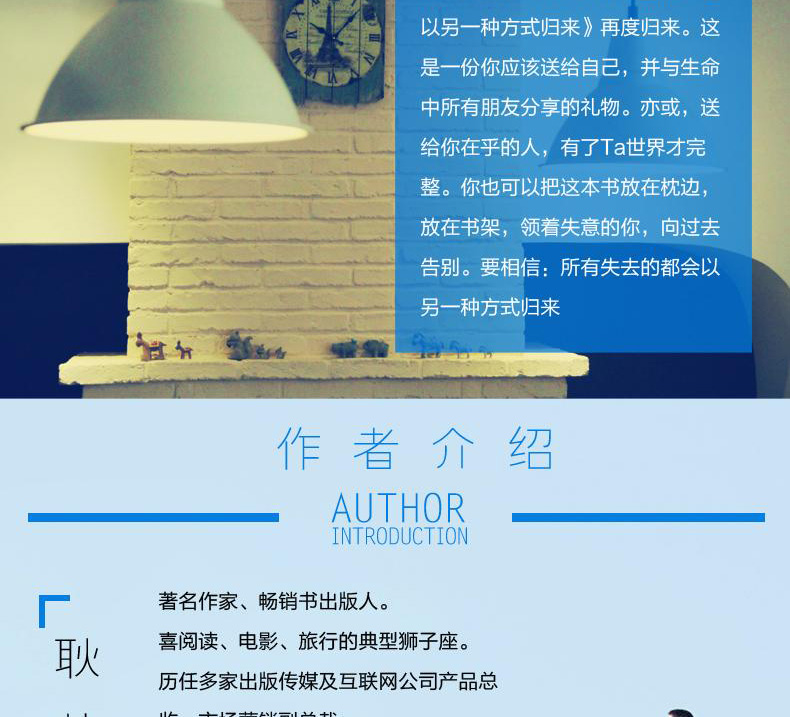 以另一种方式归来》再度归来。这
是一份你应该送给自己，并与生命
中所有朋友分享的礼物。亦或，送
给你在乎的人，有了Ta世界才完
整。你也可以把这本书放在枕边，
放在书架，领着失意的你，向过去
告别。要相信：所有失去的都会以
另一种方式归来
作者介绍
AUTHOR
INTRODUCTION
耿
著名作家、畅销书出版人。
喜阅读、电影、旅行的典型狮子座。
历任多家出版传媒及互联网公司产品总